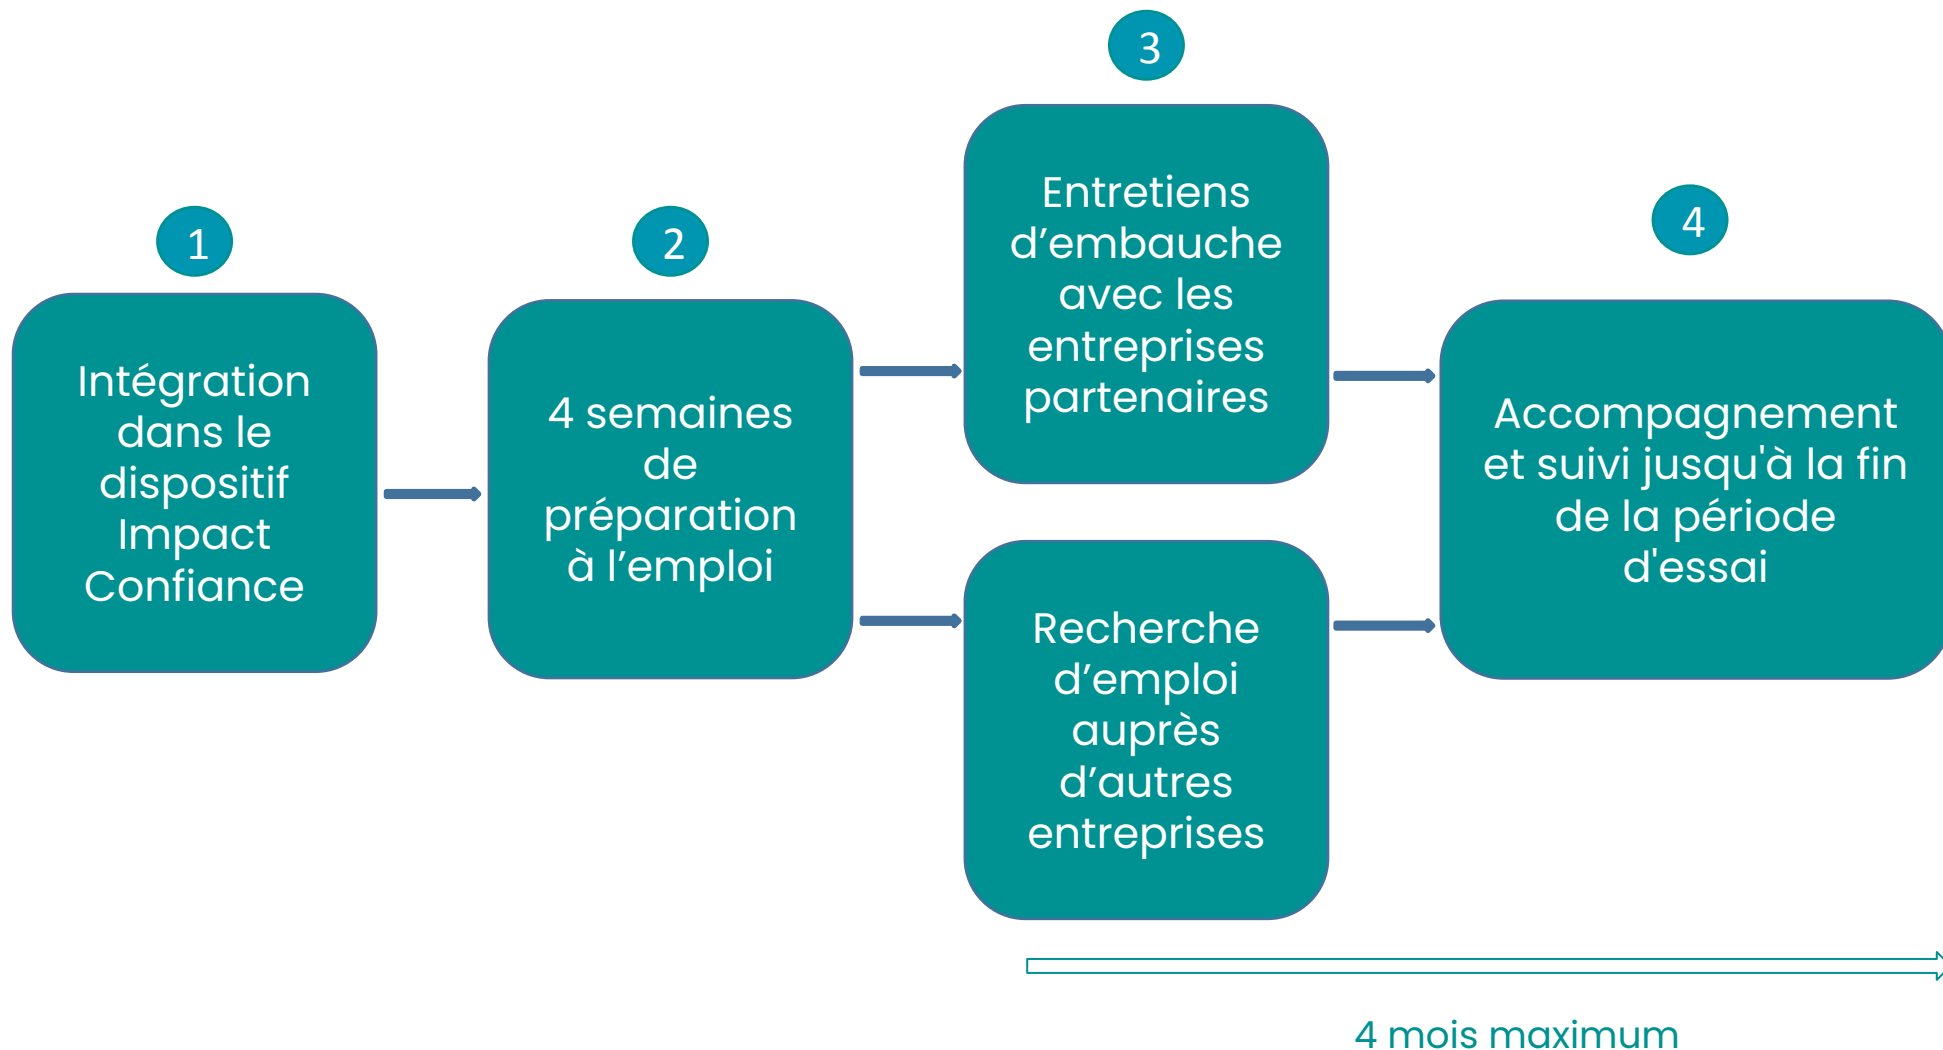 1
Intégration
dans le
dispositif
Impact
Confiance
2
4 semaines
de
préparation
à l’emploi
3
Entretiens
d’embauche
avec les
entreprises
partenaires
Recherche
d’emploi
auprès
d’autres
entreprises
4
Accompagnement
et suivi jusqu'à la fin
de la période
d'essai
4 mois maximum